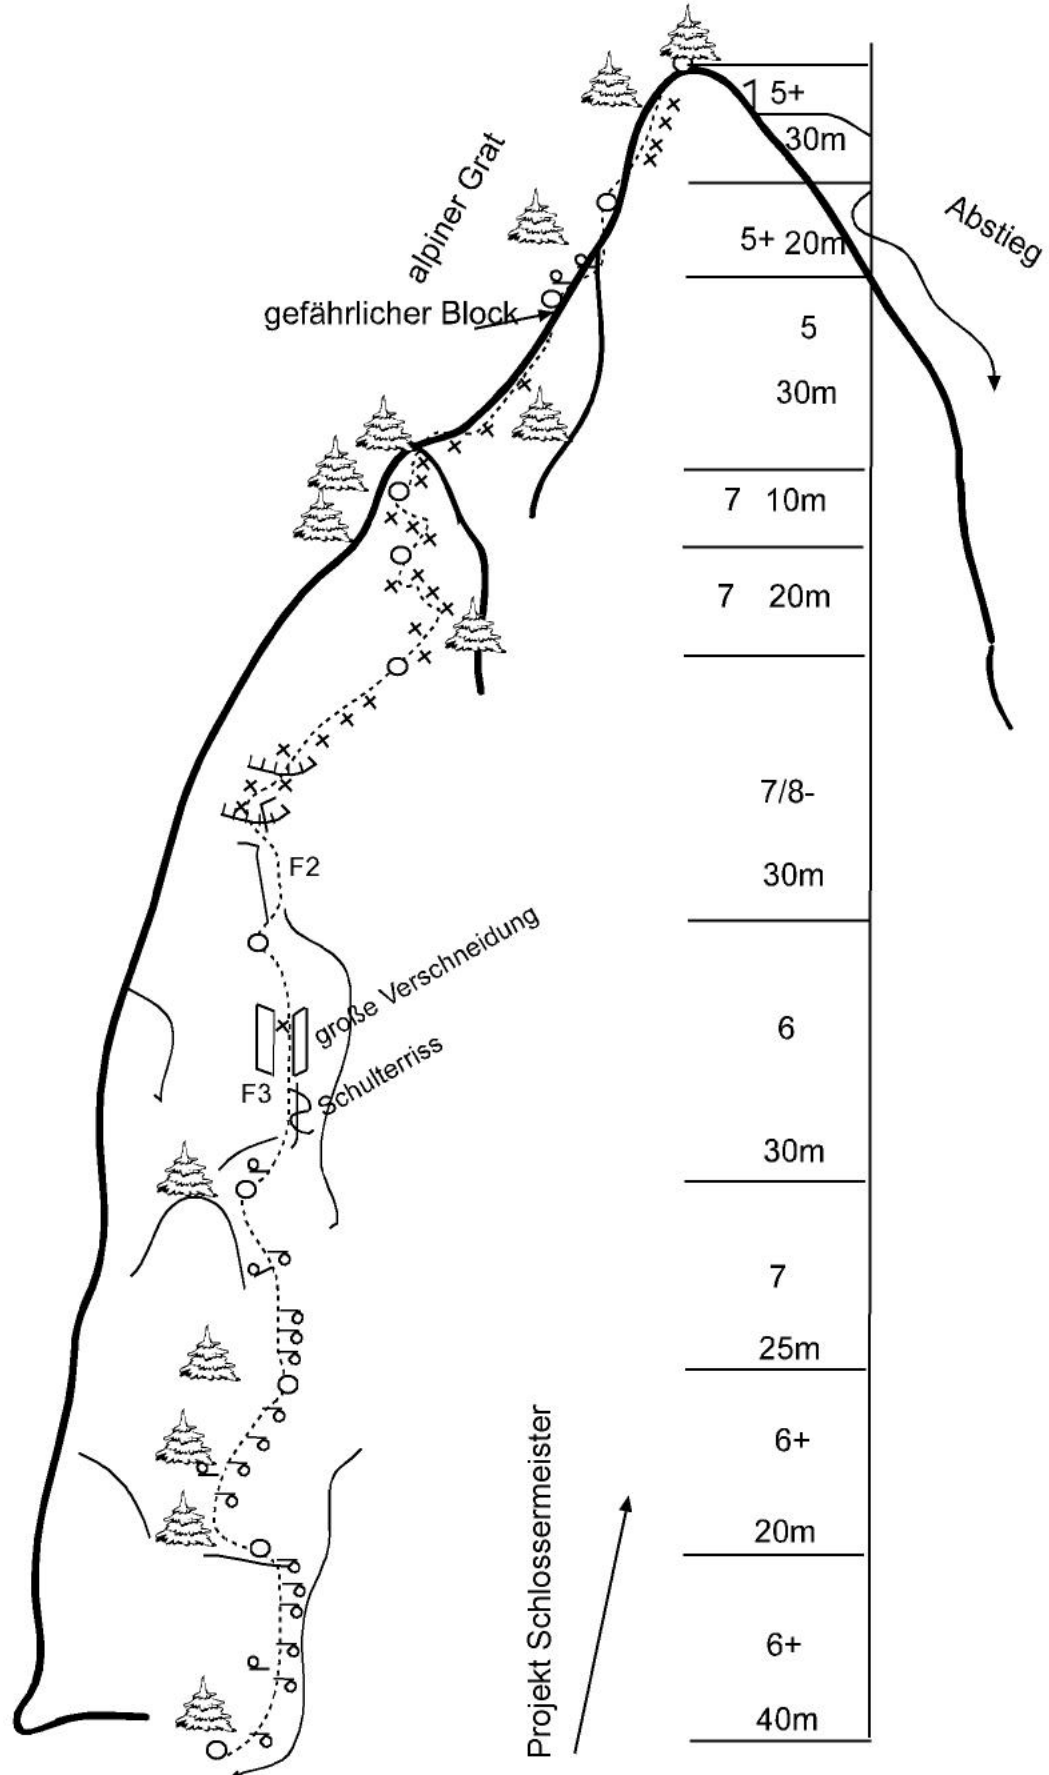 5+
30m
alpiner Grat
Abstieg
5+ 20m
gefährlicher Block
5
30m
7 10m
7 20m
7/8-
30m
F2
große Verschneidung
6
F3
Schulterriss
30m
7
25m
6+
20m
Projekt Schlossermeister
6+
40m